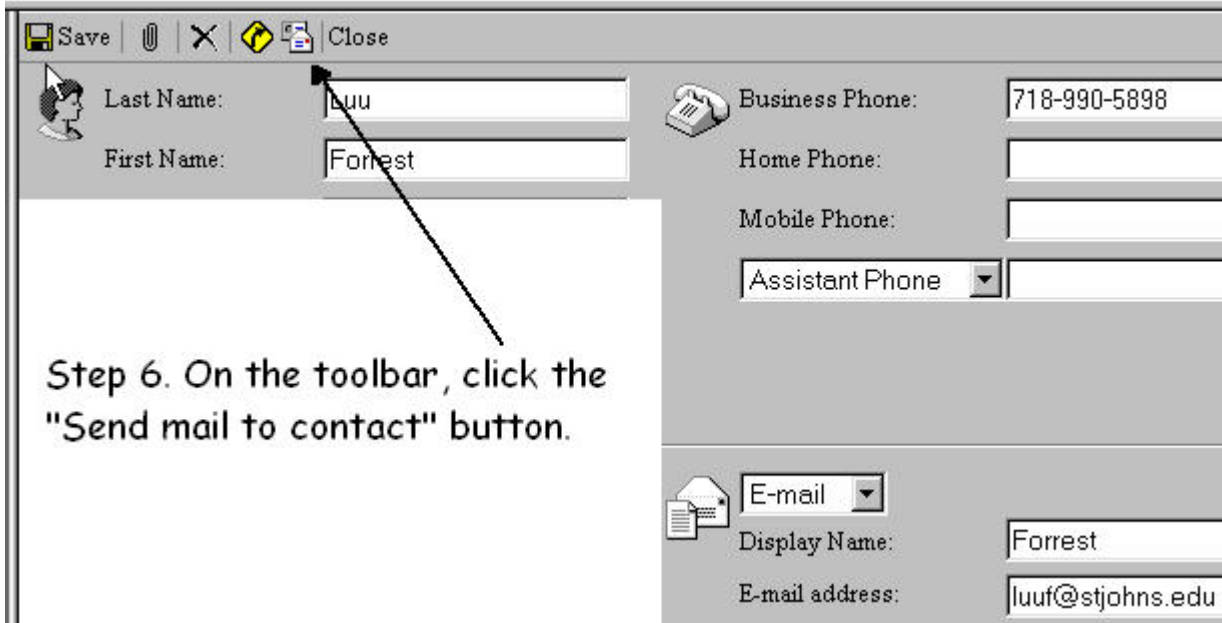 Save Close
Last Name: Luu
First Name: Forrest
Business Phone: 718-990-5898
Home Phone:
Mobile Phone:
Assistant Phone
Step 6. On the toolbar, click the
"Send mail to contact" button.
E-mail
Display Name: Forrest
E-mail address: luuf@stjohns.edu